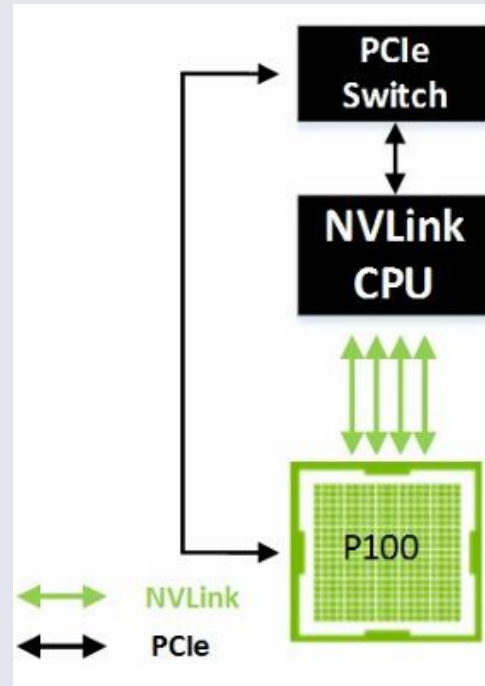 PCIe
Switch
NVLink
CPU
P100
NVLink
PCIe